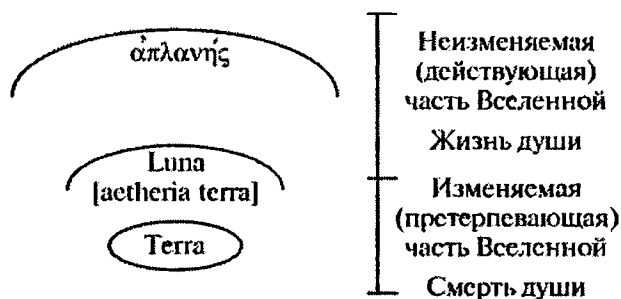 ἀπλανής
Luna
[aetheria terra]
Terra
Неизменяемая
(действующая)
часть Вселенной
Жизнь души
Изменяемая
(претерпевающая)
часть Вселенной
Смерть души